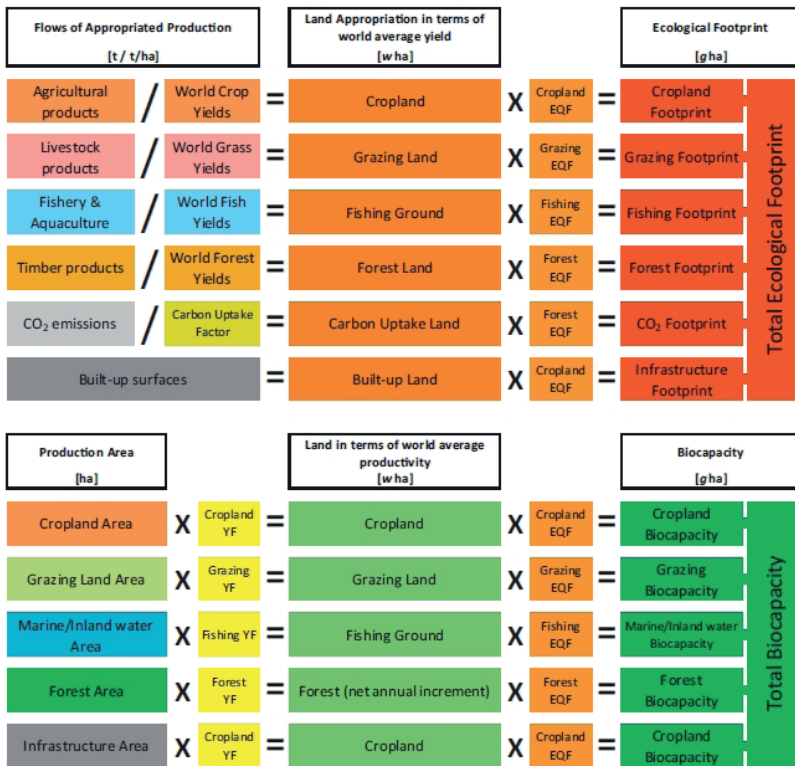 Flows of Appropriated Production
[t / t/ha]
Land Appropriation in terms of
world average yield
[wha]
Ecological Footprint
[gha]
Agricultural
products
/
World Crop
Yields
=
Cropland
X
Cropland
EQF
=
Cropland
Footprint
Livestock
products
/
World Grass
Yields
=
Grazing Land
X
Grazing
EQF
=
Grazing Footprint
Fishery &
Aquaculture
/
World Fish
Yields
=
Fishing Ground
X
Fishing
EQF
=
Fishing Footprint
Timber products
/
World Forest
Yields
=
Forest Land
X
Forest
EQF
=
Forest Footprint
CO₂ emissions
/
Carbon Uptake
Factor
=
Carbon Uptake Land
X
Forest
EQF
=
CO₂ Footprint
Built-up surfaces
=
Built-up Land
X
Cropland
EQF
=
Infrastructure
Footprint
Total Ecological Footprint
Production Area
[ha]
Land in terms of world average
productivity
[wha]
Biocapacity
[gha]
Cropland Area
X
Cropland
YF
=
Cropland
X
Cropland
EQF
=
Cropland
Biocapacity
Grazing Land Area
X
Grazing
YF
=
Grazing Land
X
Grazing
EQF
=
Grazing
Biocapacity
Marine/Inland water
Area
X
Fishing YF
=
Fishing Ground
X
Fishing
EQF
=
Marine/Inland water
Biocapacity
Forest Area
X
Forest
YF
=
Forest (net annual increment)
X
Forest
EQF
=
Forest
Biocapacity
Infrastructure Area
X
Cropland
YF
=
Cropland
X
Cropland
EQF
=
Cropland
Biocapacity
Total Biocapacity